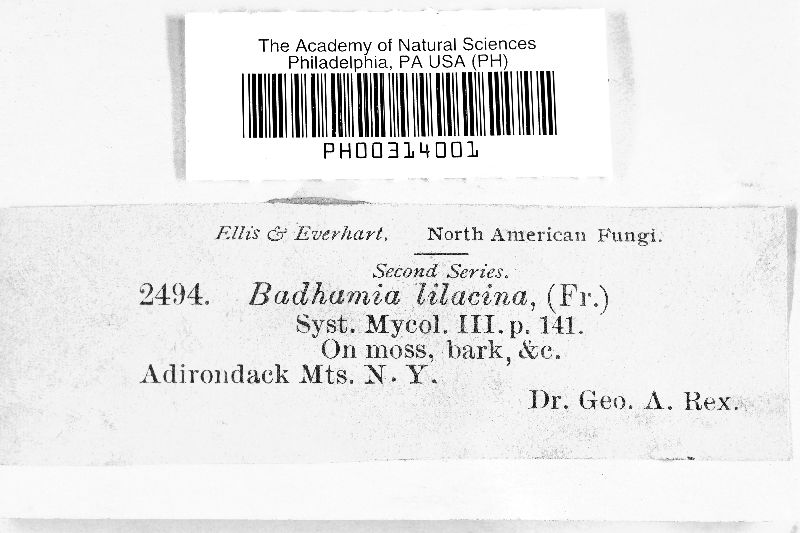 The Academy of Natural Sciences
Philadelphia, PA USA (PH)
PH00314001
Ellis & Everhart, North American Fungi.
Second Series.
2494. Badhamia lilacina, (Fr.)
Syst. Mycol. III. p. 141.
On moss, bark, &c.
Adirondack Mts. N. Y.
Dr. Geo. A. Rex.